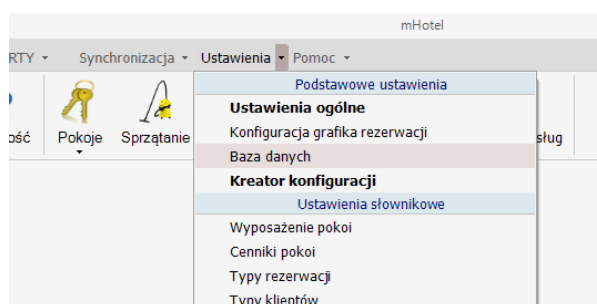 mHotel
RTY Synchronizacja Ustawienia Pomoc
ość Pokoje Sprzątanie sług
Podstawowe ustawienia
Ustawienia ogólne
Konfiguracja grafika rezerwacji
Baza danych
Kreator konfiguracji
Ustawienia słownikowe
Wyposażenie pokoi
Cenniki pokoi
Typy rezerwacji
Typy klientów